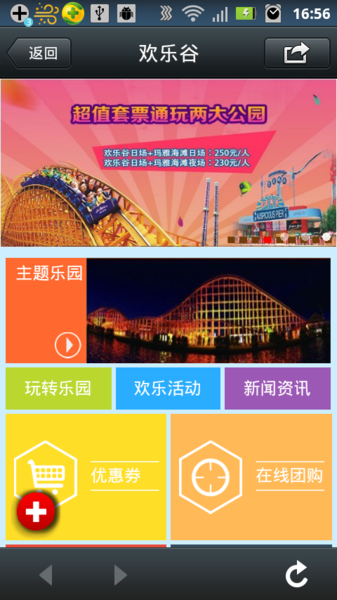 16:56
返回
欢乐谷
超值套票通玩两大公园
欢乐谷日场+玛雅海滩日场:250元/人
欢乐谷日场+玛雅海滩夜场:230元/人
AUSPICIOUS PIER
主题乐园
玩转乐园
欢乐活动
新闻资讯
优惠券
在线团购